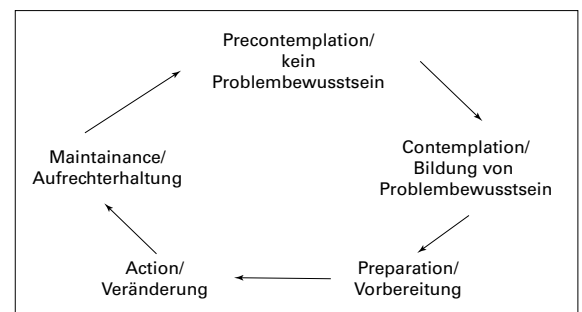 Precontemplation/
kein
Problembewusstsein
Contemplation/
Bildung von
Problembewusstsein
Preparation/
Vorbereitung
Action/
Veränderung
Maintainance/
Aufrechterhaltung